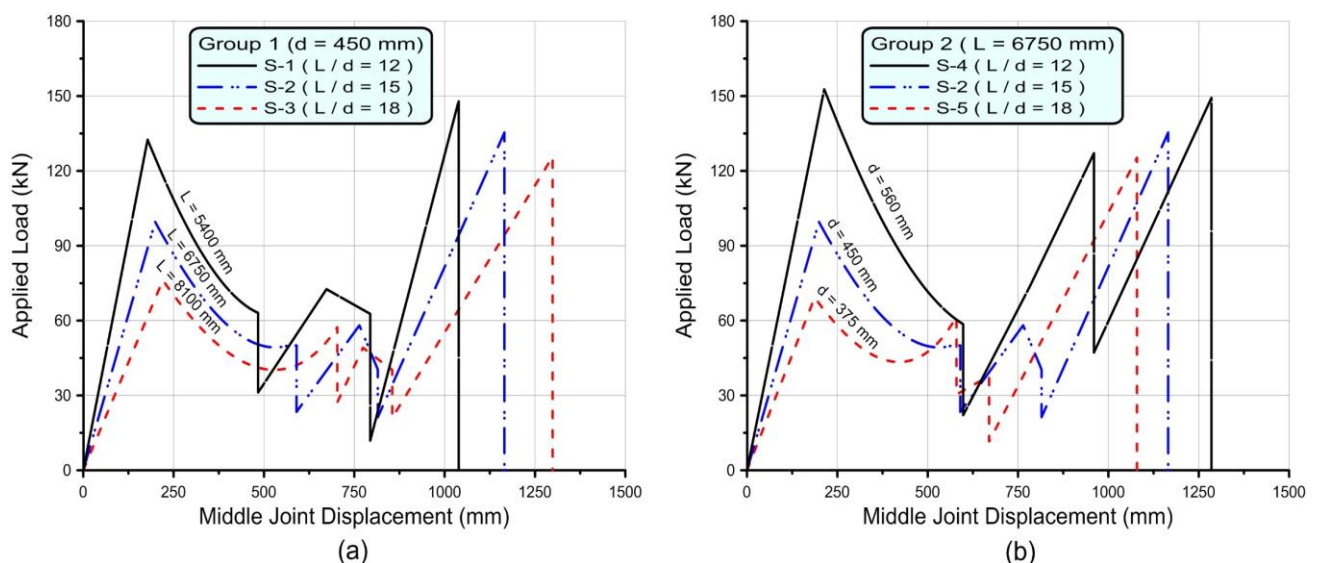 180
150
120
90
60
30
0
Applied Load (kN)
Group 1 (d = 450 mm)
S-1 ( L / d = 12 )
S-2 ( L / d = 15 )
S-3 ( L / d = 18 )
L = 5400 mm
L = 6750 mm
L = 8100 mm
0 250 500 750 1000 1250 1500
Middle Joint Displacement (mm)
(a)
180
150
120
90
60
30
0
Applied Load (kN)
Group 2 ( L = 6750 mm)
S-4 ( L / d = 12 )
S-2 ( L / d = 15 )
S-5 ( L / d = 18 )
d = 560 mm
d = 450 mm
d = 375 mm
0 250 500 750 1000 1250 1500
Middle Joint Displacement (mm)
(b)